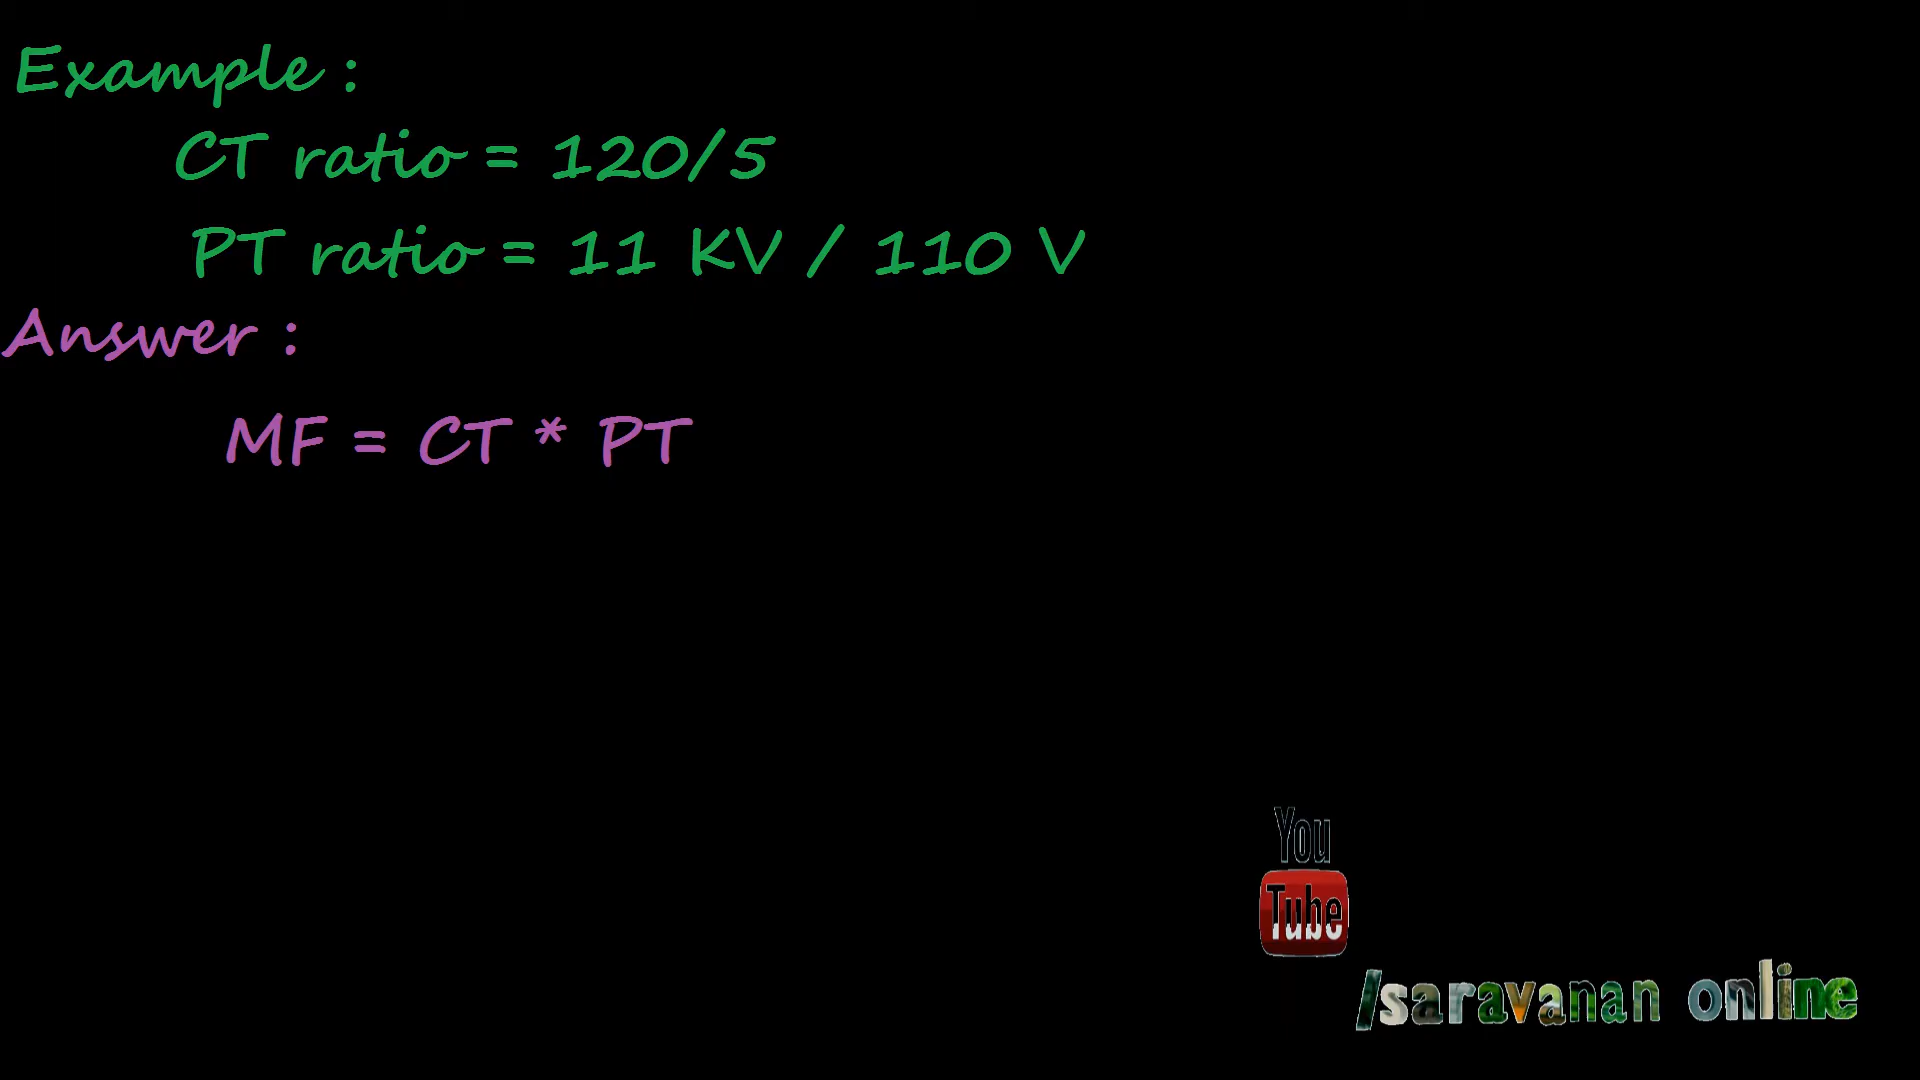 Example :
CT ratio = 120/5
PT ratio = 11 KV / 110 V
Answer :
MF = CT * PT
You
Tube
/saravanan online